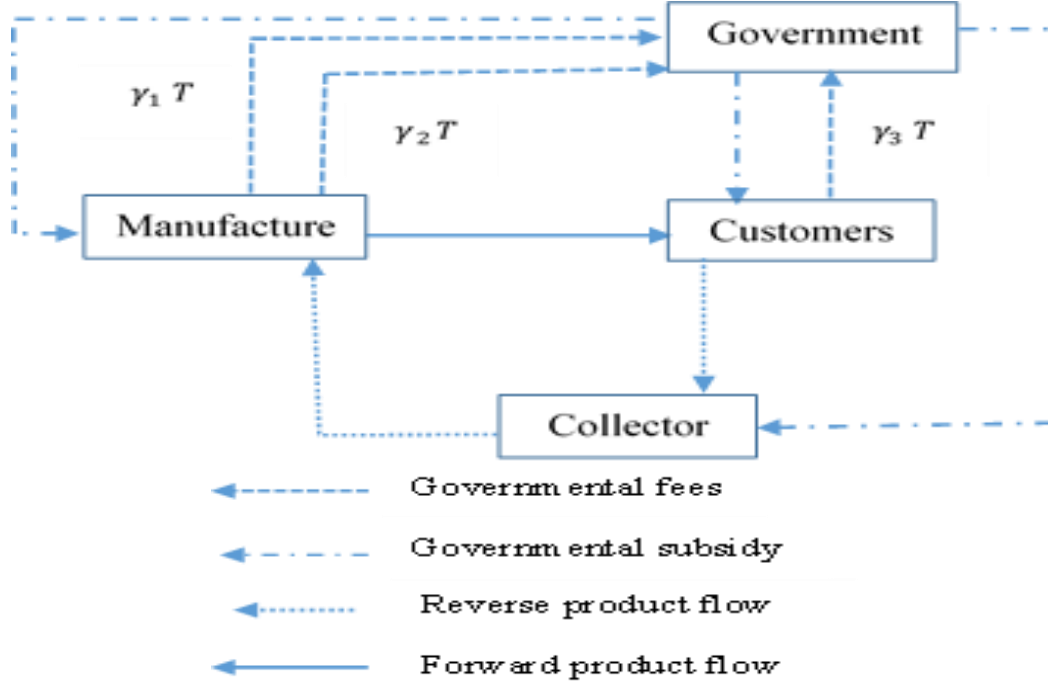 Government
γ₁ T
γ₂ T
γ₃ T
Manufacture
Customers
Collector
Governmental fees
Governmental subsidy
Reverse product flow
Forward product flow